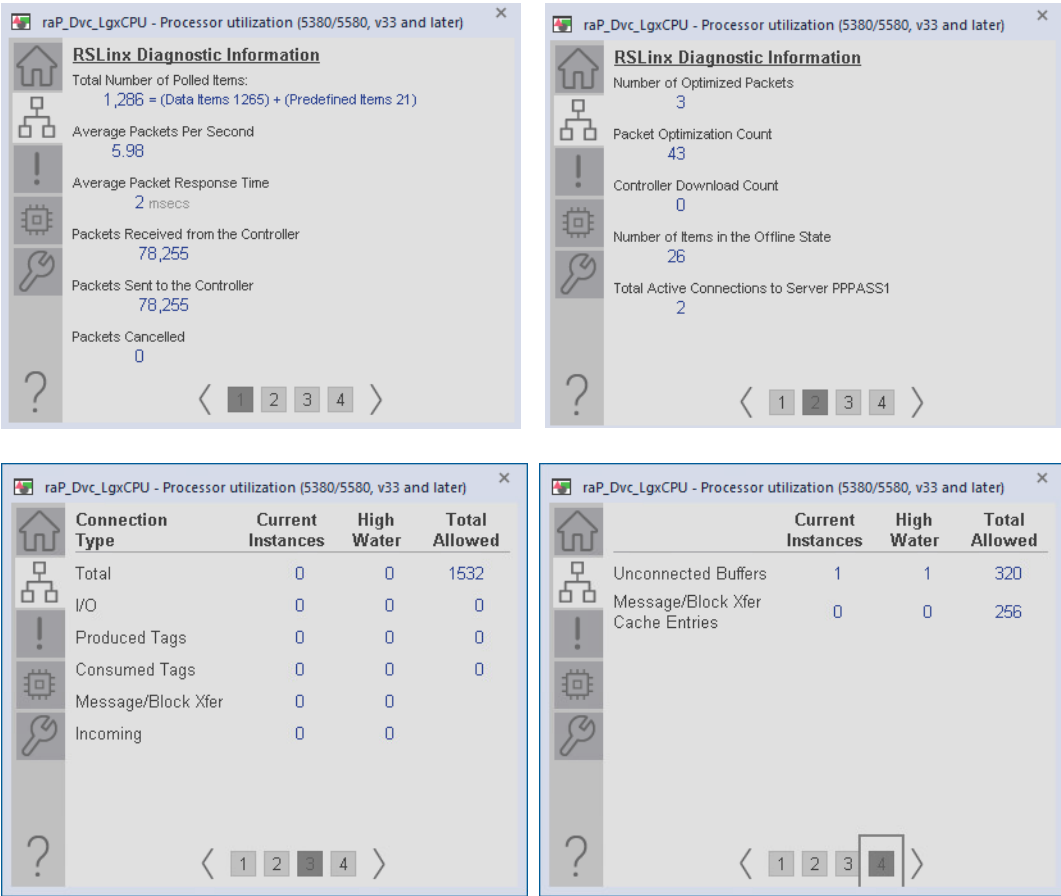 raP_Dvc_LgxCPU - Processor utilization (5380/5580, v33 and later)
RSLinx Diagnostic Information
Total Number of Polled Items:
1,286 = (Data Items 1265) + (Predefined Items 21)
Average Packets Per Second
5.98
Average Packet Response Time
2 msecs
Packets Received from the Controller
78,255
Packets Sent to the Controller
78,255
Packets Cancelled
0
1 2 3 4
raP_Dvc_LgxCPU - Processor utilization (5380/5580, v33 and later)
RSLinx Diagnostic Information
Number of Optimized Packets
3
Packet Optimization Count
43
Controller Download Count
0
Number of Items in the Offline State
26
Total Active Connections to Server PPPASS1
2
1 2 3 4
raP_Dvc_LgxCPU - Processor utilization (5380/5580, v33 and later)
Connection Current High Total
Type Instances Water Allowed
Total 0 0 1532
I/O 0 0 0
Produced Tags 0 0 0
Consumed Tags 0 0 0
Message/Block Xfer 0 0
Incoming 0 0
1 2 3 4
raP_Dvc_LgxCPU - Processor utilization (5380/5580, v33 and later)
Current High Total
Instances Water Allowed
Unconnected Buffers 1 1 320
Message/Block Xfer
Cache Entries 0 0 256
1 2 3 4